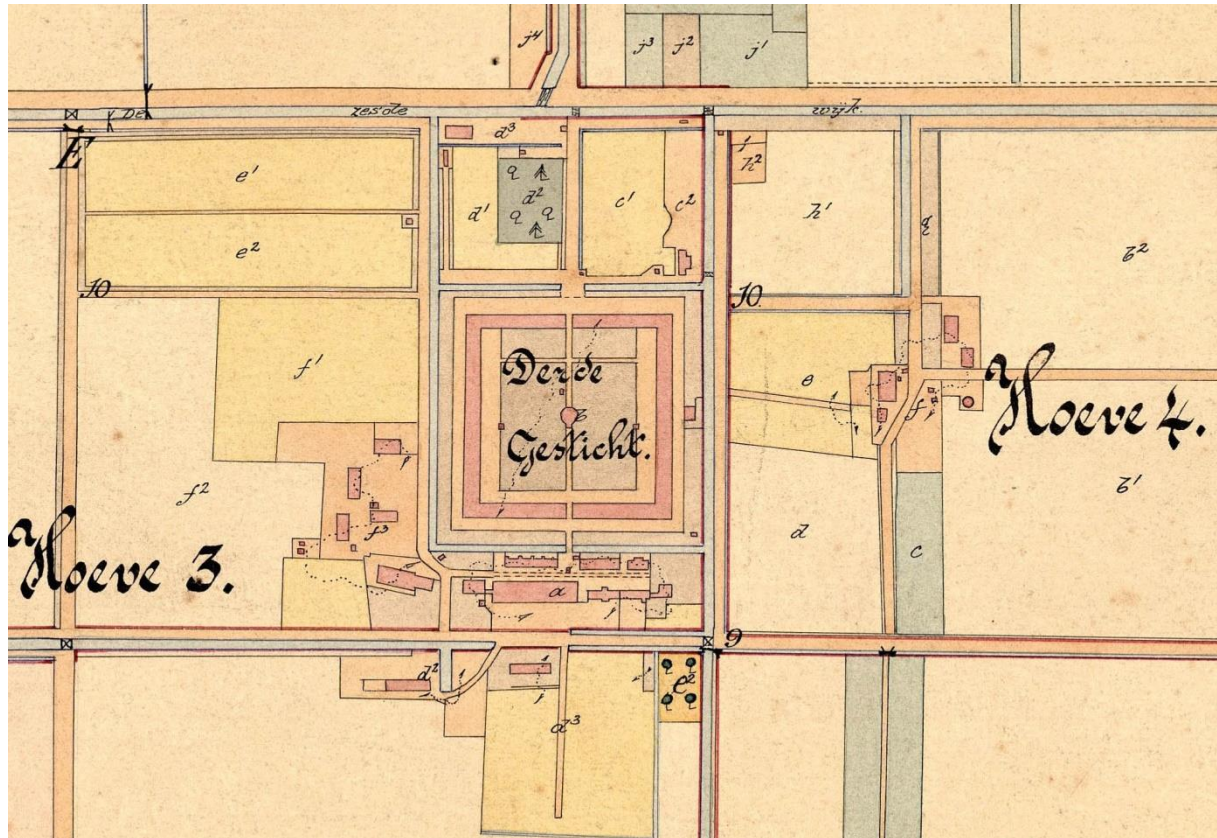 j⁴
j³ j² j¹
De zesde wijk.
E
d³
h²
e¹
d¹
d²
c¹
c²
h¹
e²
b²
10
10
f¹
Derde
e
a
Hoeve 4.
b
f
Gesticht.
b¹
f²
f³
d
c
a
Hoeve 3.
a
9
d²
e²
d³